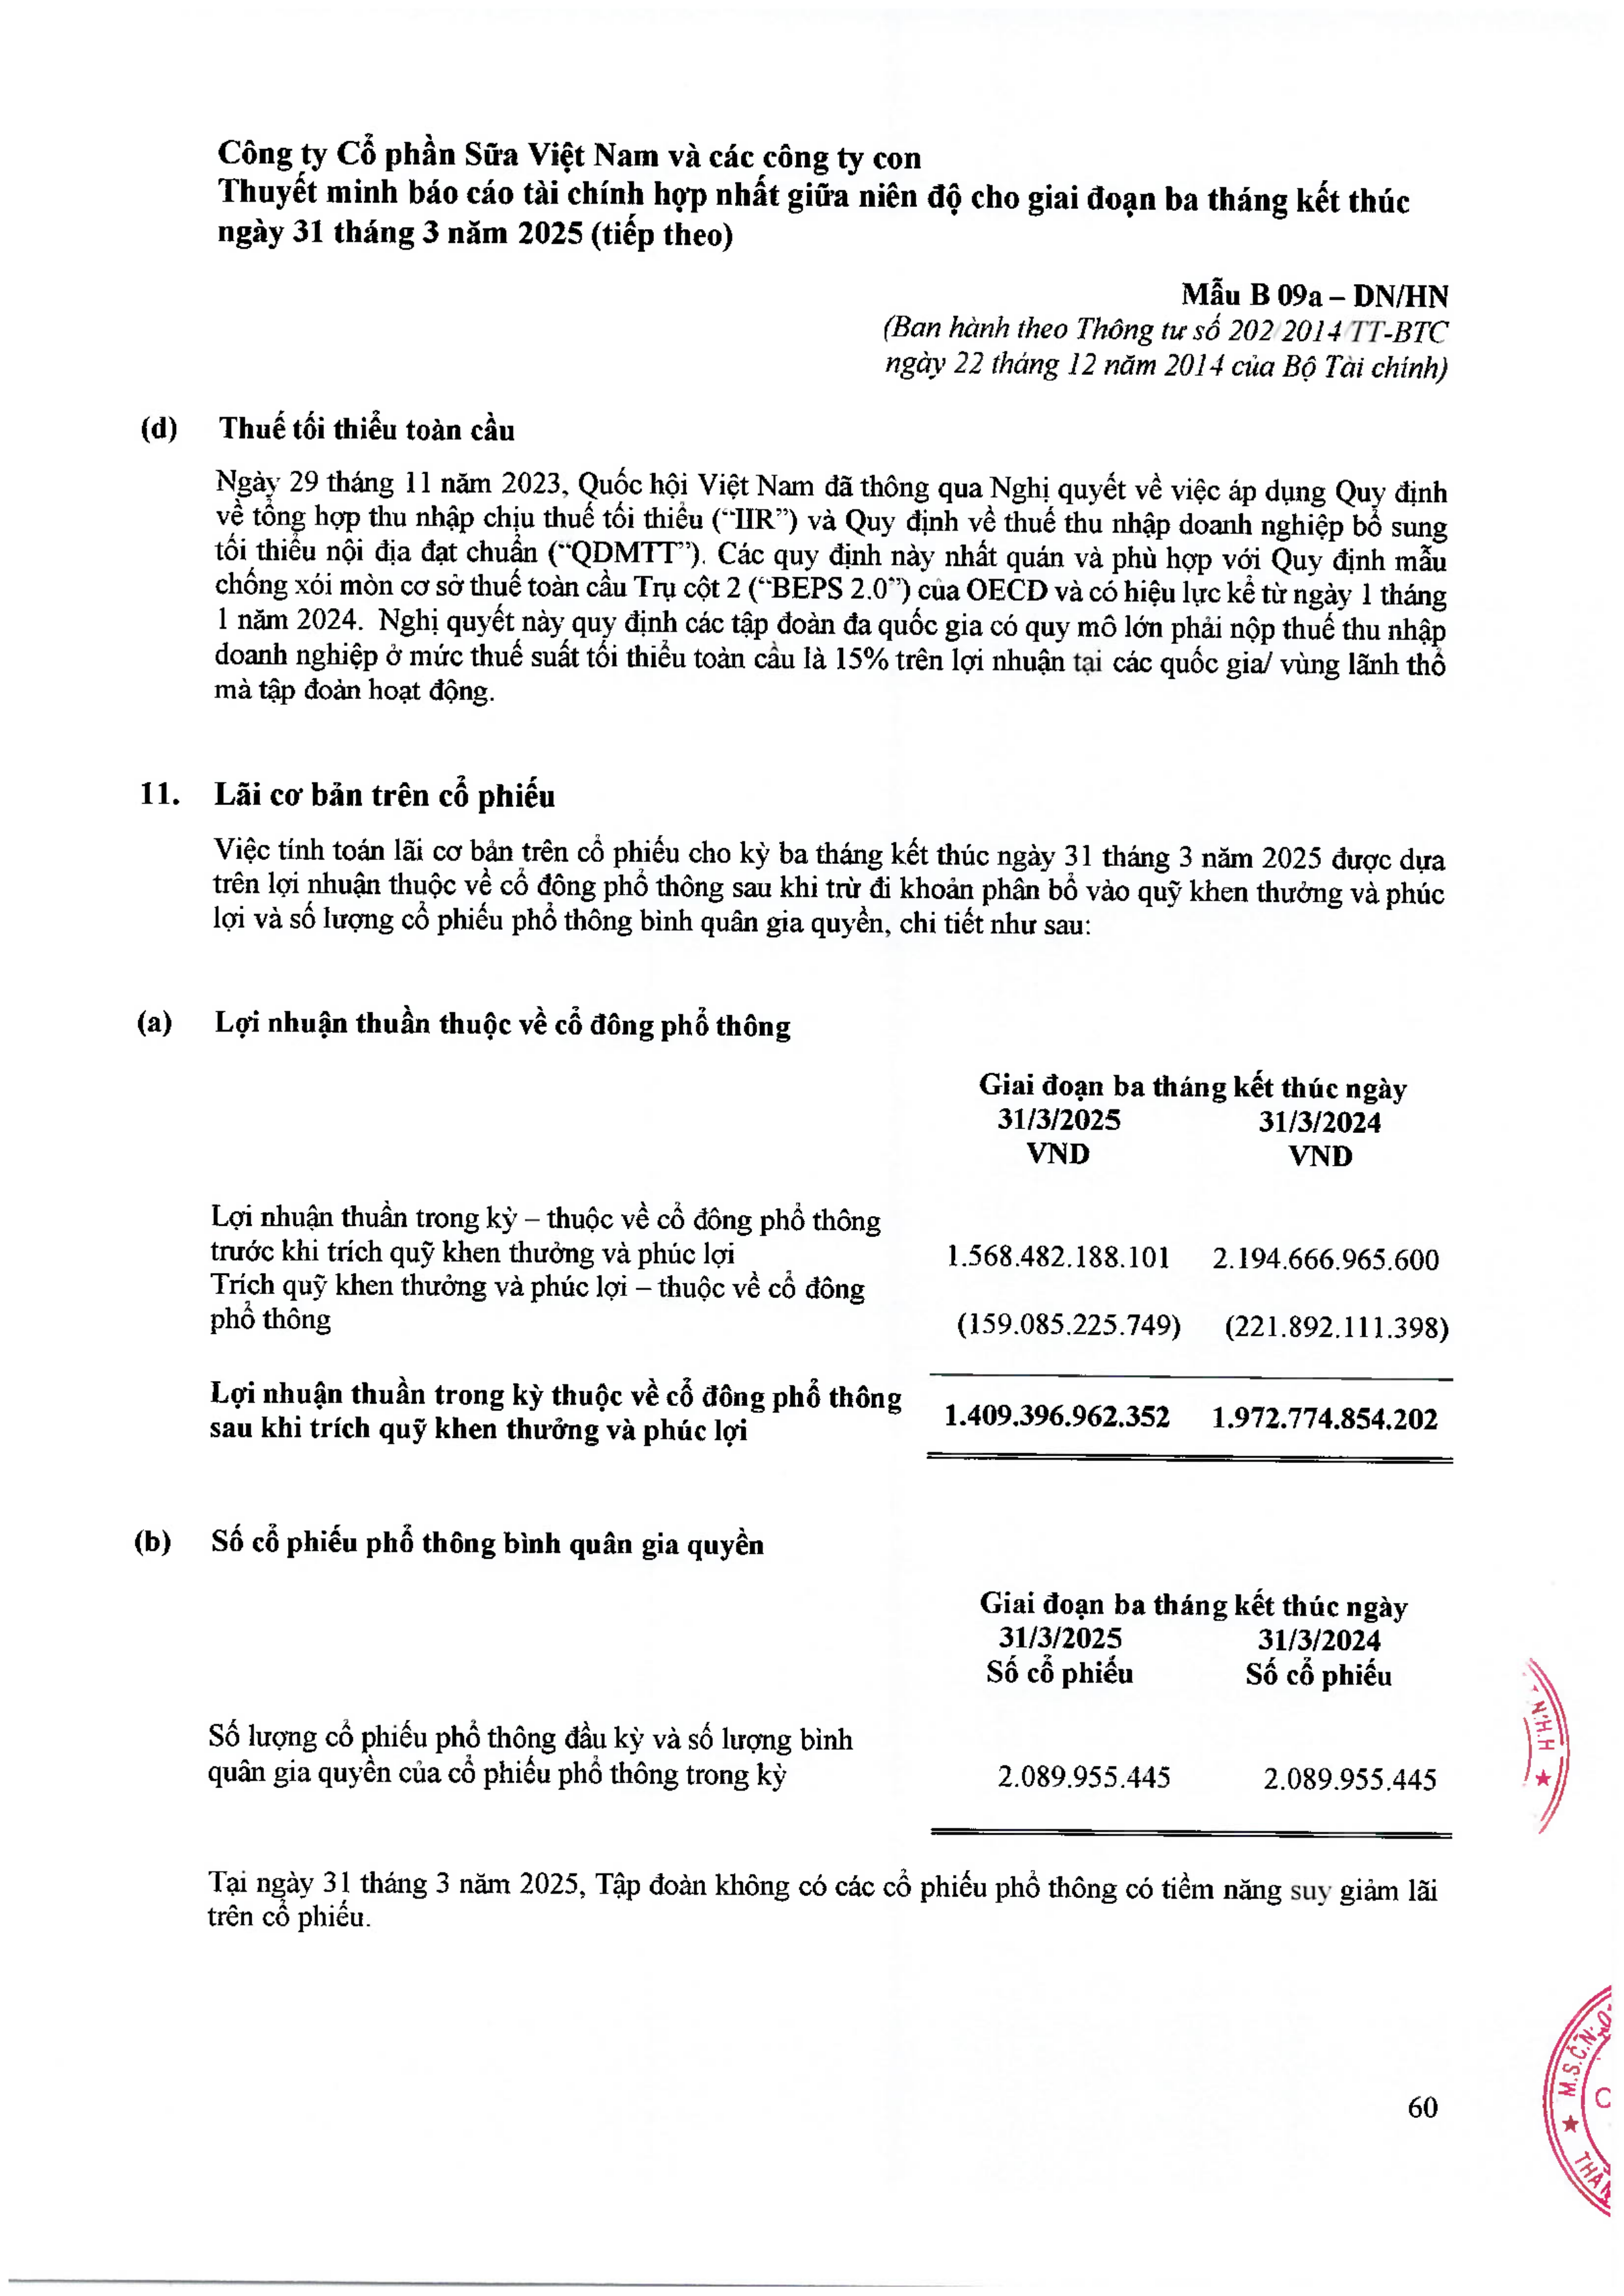 Công ty Cổ phần Sữa Việt Nam và các công ty con
Thuyết minh báo cáo tài chính hợp nhất giữa niên độ cho giai đoạn ba tháng kết thúc
ngày 31 tháng 3 năm 2025 (tiếp theo)
Mẫu B 09a – DN/HN
(Ban hành theo Thông tư số 202/2014/TT-BTC
ngày 22 tháng 12 năm 2014 của Bộ Tài chính)
(d) Thuế tối thiểu toàn cầu
Ngày 29 tháng 11 năm 2023, Quốc hội Việt Nam đã thông qua Nghị quyết về việc áp dụng Quy định
về tổng hợp thu nhập chịu thuế tối thiểu (“IIR”) và Quy định về thuế thu nhập doanh nghiệp bổ sung
tối thiểu nội địa đạt chuẩn (“QDMTT”). Các quy định này nhất quán và phù hợp với Quy định mẫu
chống xói mòn cơ sở thuế toàn cầu Trụ cột 2 (“BEPS 2.0”) của OECD và có hiệu lực kể từ ngày 1 tháng
1 năm 2024. Nghị quyết này quy định các tập đoàn đa quốc gia có quy mô lớn phải nộp thuế thu nhập
doanh nghiệp ở mức thuế suất tối thiểu toàn cầu là 15% trên lợi nhuận tại các quốc gia/ vùng lãnh thổ
mà tập đoàn hoạt động.
11. Lãi cơ bản trên cổ phiếu
Việc tính toán lãi cơ bản trên cổ phiếu cho kỳ ba tháng kết thúc ngày 31 tháng 3 năm 2025 được dựa
trên lợi nhuận thuộc về cổ đông phổ thông sau khi trừ đi khoản phân bổ vào quỹ khen thưởng và phúc
lợi và số lượng cổ phiếu phổ thông bình quân gia quyền, chi tiết như sau:
(a) Lợi nhuận thuần thuộc về cổ đông phổ thông
Giai đoạn ba tháng kết thúc ngày
31/3/2025 31/3/2024
VND VND
Lợi nhuận thuần trong kỳ – thuộc về cổ đông phổ thông
trước khi trích quỹ khen thưởng và phúc lợi 1.568.482.188.101 2.194.666.965.600
Trích quỹ khen thưởng và phúc lợi – thuộc về cổ đông
phổ thông (159.085.225.749) (221.892.111.398)
Lợi nhuận thuần trong kỳ thuộc về cổ đông phổ thông
sau khi trích quỹ khen thưởng và phúc lợi 1.409.396.962.352 1.972.774.854.202
(b) Số cổ phiếu phổ thông bình quân gia quyền
Giai đoạn ba tháng kết thúc ngày
31/3/2025 31/3/2024
Số cổ phiếu Số cổ phiếu
Số lượng cổ phiếu phổ thông đầu kỳ và số lượng bình
quân gia quyền của cổ phiếu phổ thông trong kỳ 2.089.955.445 2.089.955.445
Tại ngày 31 tháng 3 năm 2025, Tập đoàn không có các cổ phiếu phổ thông có tiềm năng suy giảm lãi
trên cổ phiếu.
60
M.S.C.N: